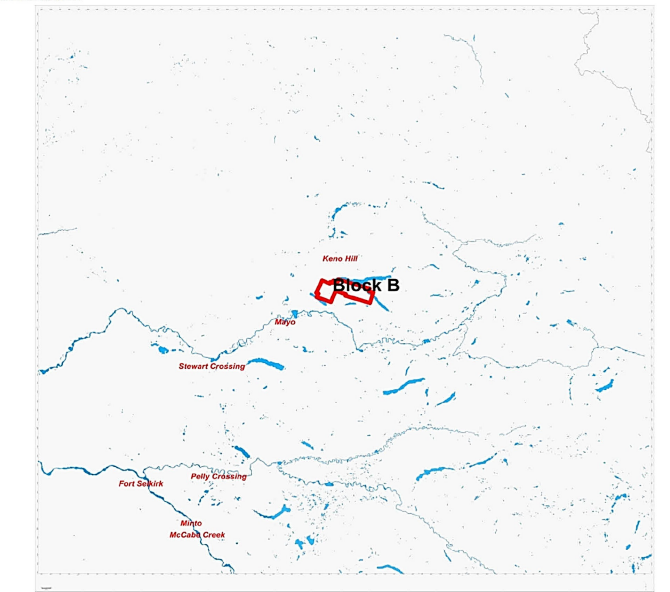 Keno Hill
Block B
Mayo
Stewart Crossing
Pelly Crossing
Fort Selkirk
Minto
McCabe Creek